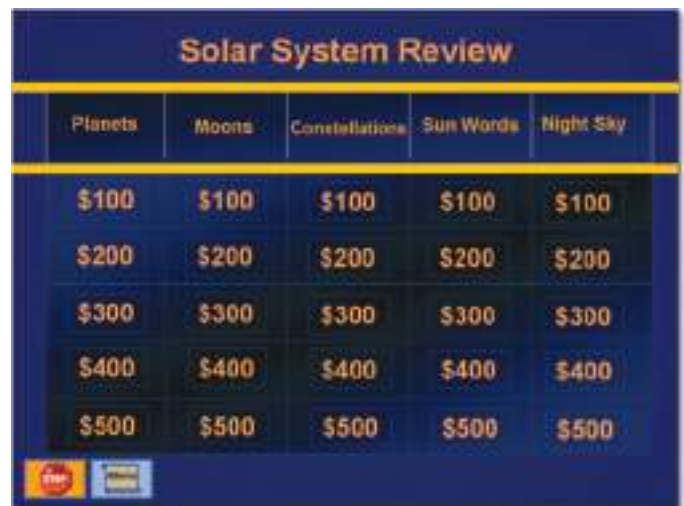 Solar System Review
Planets Moons Constellations Sun Words Night Sky
$100 $100 $100 $100 $100
$200 $200 $200 $200 $200
$300 $300 $300 $300 $300
$400 $400 $400 $400 $400
$500 $500 $500 $500 $500
STOP